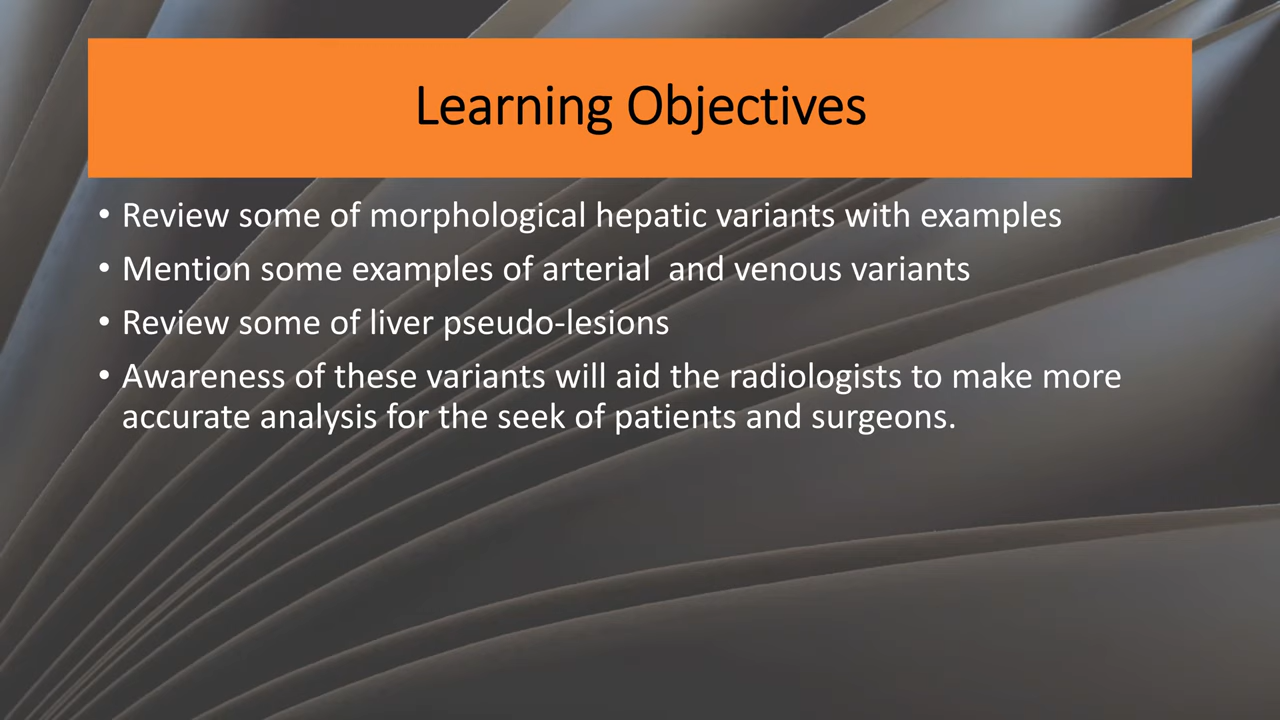 Learning Objectives
• Review some of morphological hepatic variants with examples
• Mention some examples of arterial  and venous variants
• Review some of liver pseudo-lesions
• Awareness of these variants will aid the radiologists to make more
accurate analysis for the seek of patients and surgeons.